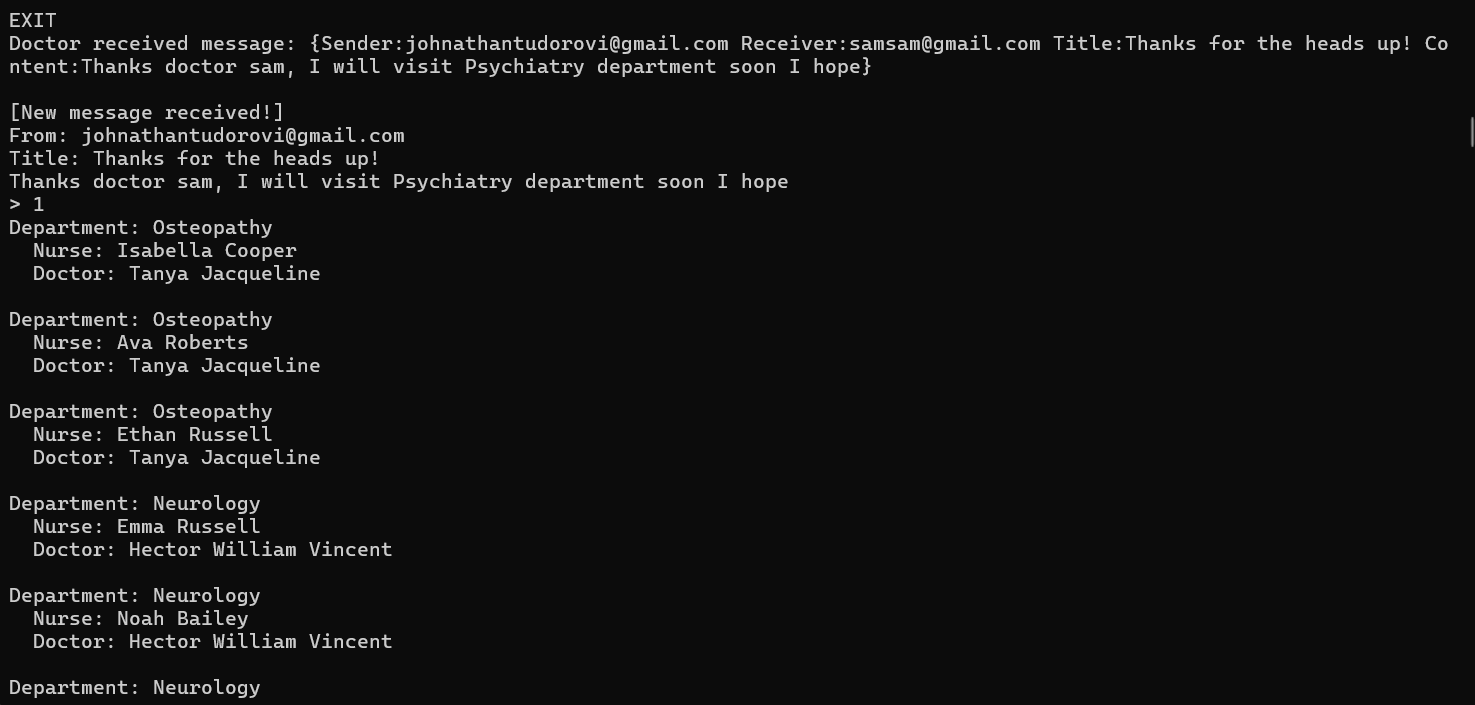 EXIT
Doctor received message: {Sender:johnathantudorovi@gmail.com Receiver:samsam@gmail.com Title:Thanks for the heads up! Co
ntent:Thanks doctor sam, I will visit Psychiatry department soon I hope}
[New message received!]
From: johnathantudorovi@gmail.com
Title: Thanks for the heads up!
Thanks doctor sam, I will visit Psychiatry department soon I hope
> 1
Department: Osteopathy
  Nurse: Isabella Cooper
  Doctor: Tanya Jacqueline
Department: Osteopathy
  Nurse: Ava Roberts
  Doctor: Tanya Jacqueline
Department: Osteopathy
  Nurse: Ethan Russell
  Doctor: Tanya Jacqueline
Department: Neurology
  Nurse: Emma Russell
  Doctor: Hector William Vincent
Department: Neurology
  Nurse: Noah Bailey
  Doctor: Hector William Vincent
Department: Neurology